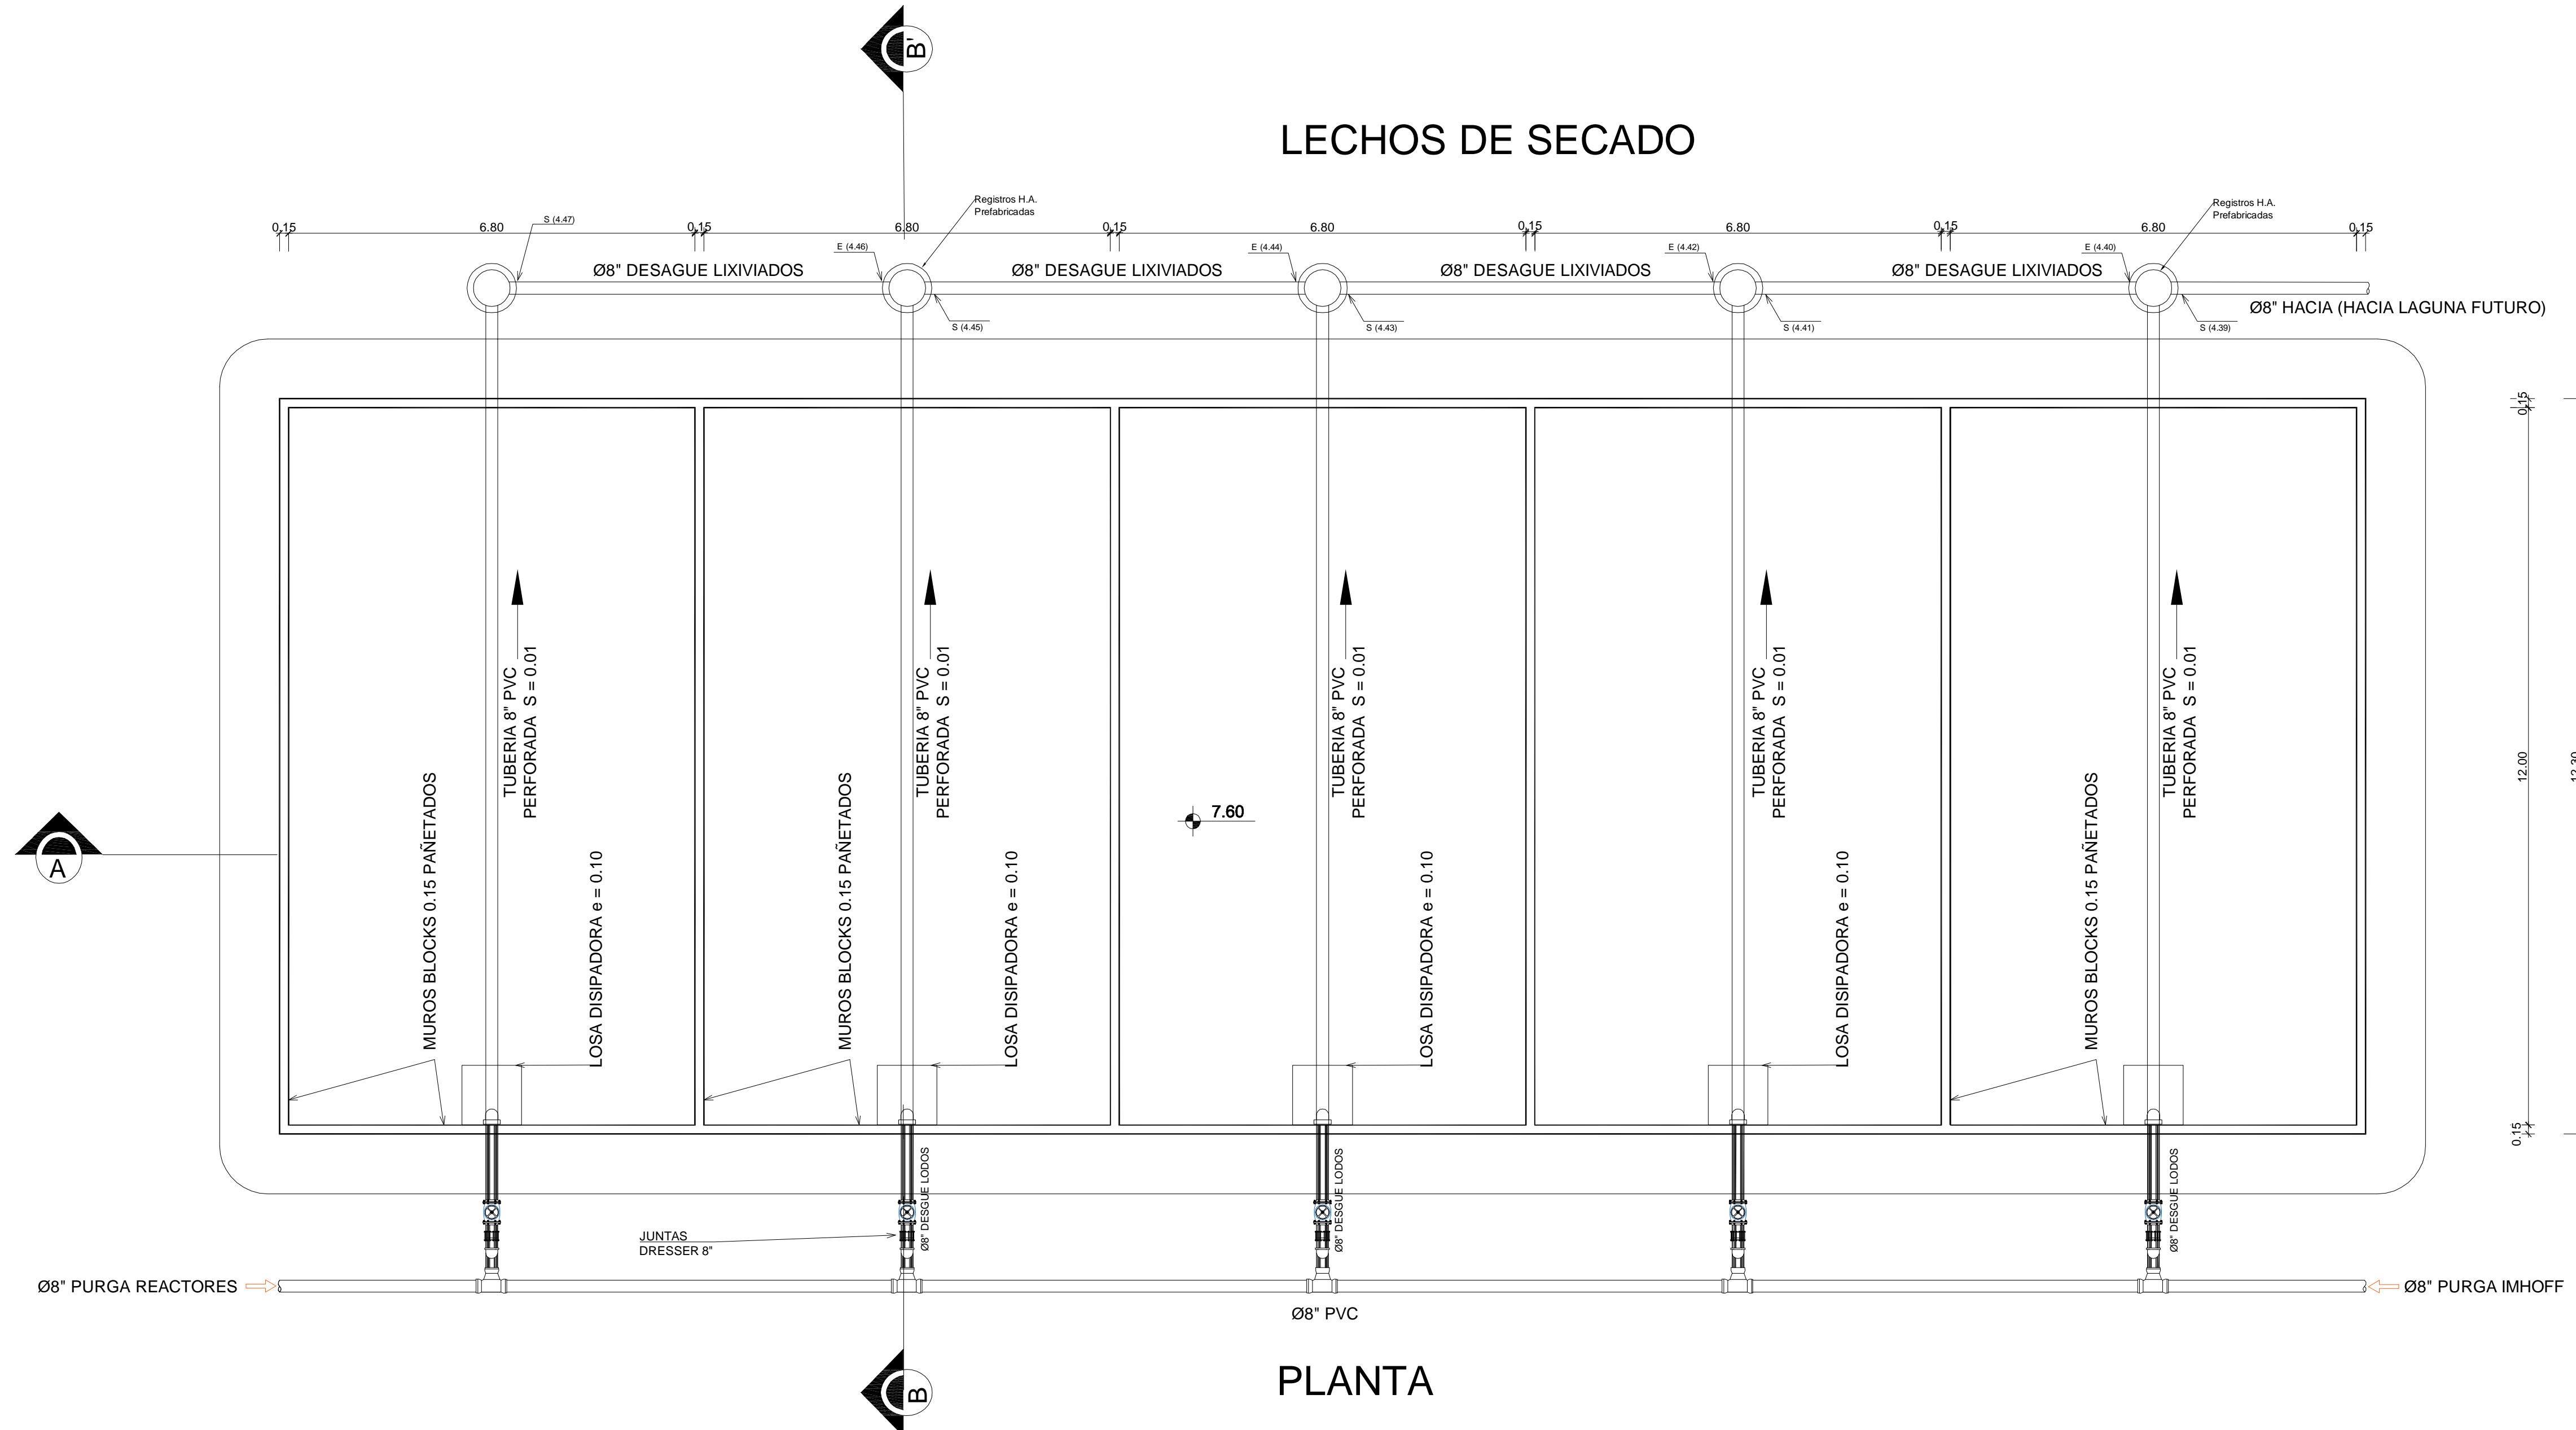 B'
LECHOS DE SECADO
Registros H.A.
Prefabricadas
Registros H.A.
Prefabricadas
0.15
6.80
S (4.47)
0.15
6.80
0.15
6.80
0.15
6.80
0.15
6.80
0.15
E (4.46)
E (4.44)
E (4.42)
E (4.40)
Ø8" DESAGUE LIXIVIADOS
Ø8" DESAGUE LIXIVIADOS
Ø8" DESAGUE LIXIVIADOS
Ø8" DESAGUE LIXIVIADOS
Ø8" HACIA (HACIA LAGUNA FUTURO)
S (4.45)
S (4.43)
S (4.41)
S (4.39)
0.15
TUBERIA 8" PVC
PERFORADA S = 0.01
TUBERIA 8" PVC
PERFORADA S = 0.01
TUBERIA 8" PVC
PERFORADA S = 0.01
TUBERIA 8" PVC
PERFORADA S = 0.01
TUBERIA 8" PVC
PERFORADA S = 0.01
12.00
12.30
7.60
A
MUROS BLOCKS 0.15 PAÑETADOS
LOSA DISIPADORA e = 0.10
MUROS BLOCKS 0.15 PAÑETADOS
LOSA DISIPADORA e = 0.10
LOSA DISIPADORA e = 0.10
LOSA DISIPADORA e = 0.10
MUROS BLOCKS 0.15 PAÑETADOS
0.15
Ø8" DESGUE LODOS
Ø8" DESGUE LODOS
Ø8" DESGUE LODOS
JUNTAS
DRESSER 8"
Ø8" PURGA REACTORES
Ø8" PURGA IMHOFF
Ø8" PVC
PLANTA
B